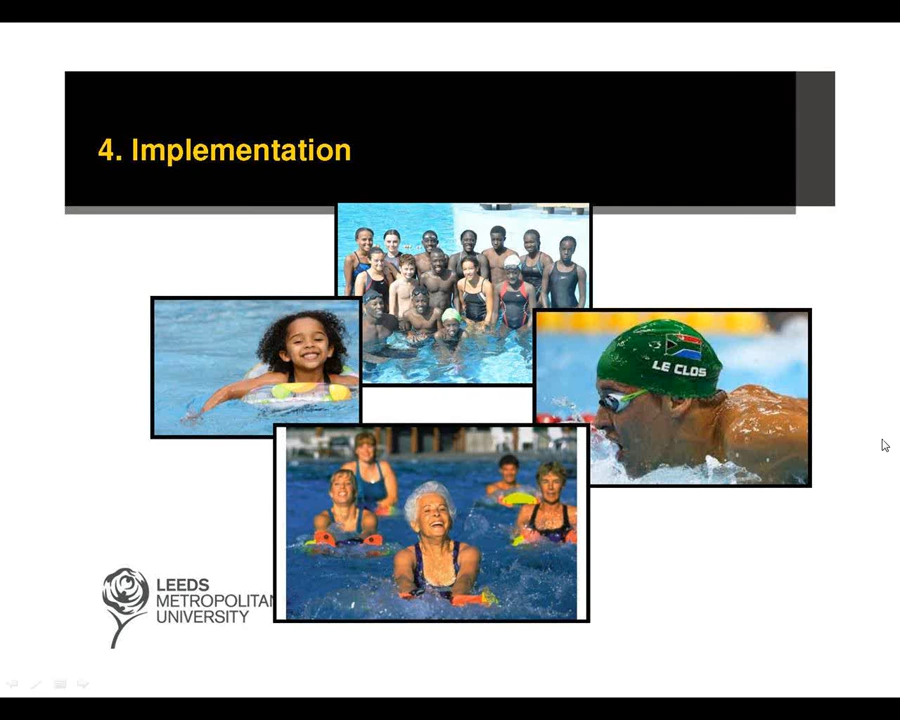 4. Implementation
LE CLOS
LEEDS
METROPOLITAN
UNIVERSITY